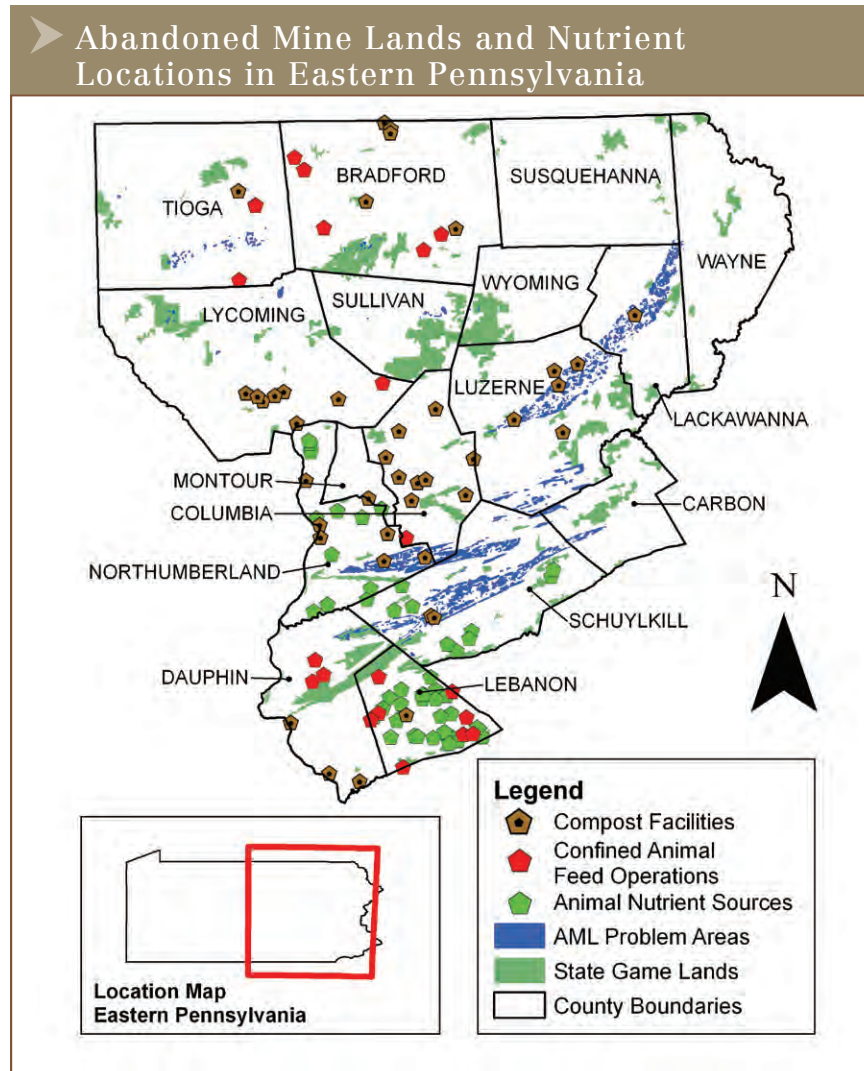 Abandoned Mine Lands and Nutrient
Locations in Eastern Pennsylvania
TIOGA
BRADFORD
SUSQUEHANNA
WAYNE
WYOMING
SULLIVAN
LYCOMING
LUZERNE
LACKAWANNA
MONTOUR
CARBON
COLUMBIA
NORTHUMBERLAND
SCHUYLKILL
N
DAUPHIN
LEBANON
Legend
Compost Facilities
Confined Animal
Feed Operations
Animal Nutrient Sources
AML Problem Areas
State Game Lands
County Boundaries
Location Map
Eastern Pennsylvania